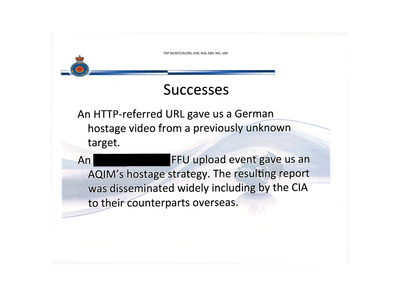 TOP SECRET//SI//REL CAN, AUS, GBR, NZL, USA
Successes
An HTTP-referred URL gave us a German
hostage video from a previously unknown
target.
An FFU upload event gave us an
AQIM's hostage strategy. The resulting report
was disseminated widely including by the CIA
to their counterparts overseas.